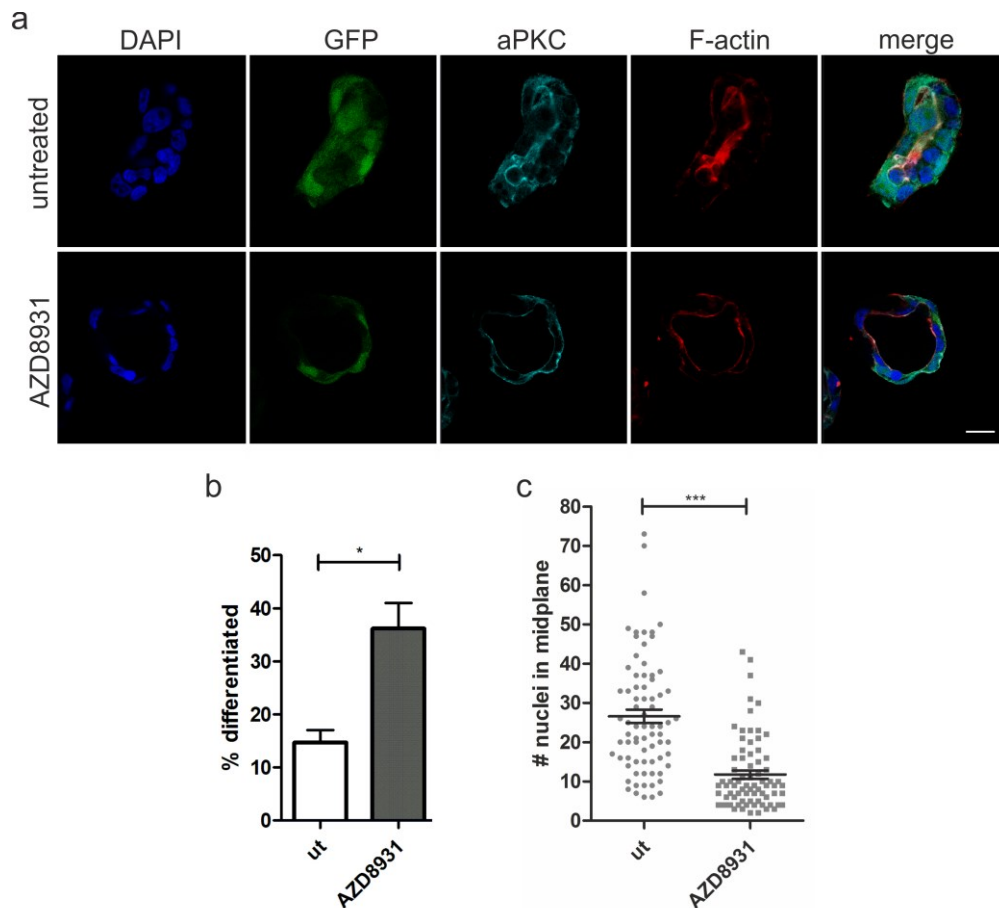 a
DAPI GFP aPKC F-actin merge
untreated
AZD8931
b
% differentiated
50
40
30
20
10
0
*
ut
AZD8931
c
# nuclei in midplane
80
70
60
50
40
30
20
10
0
***
ut
AZD8931